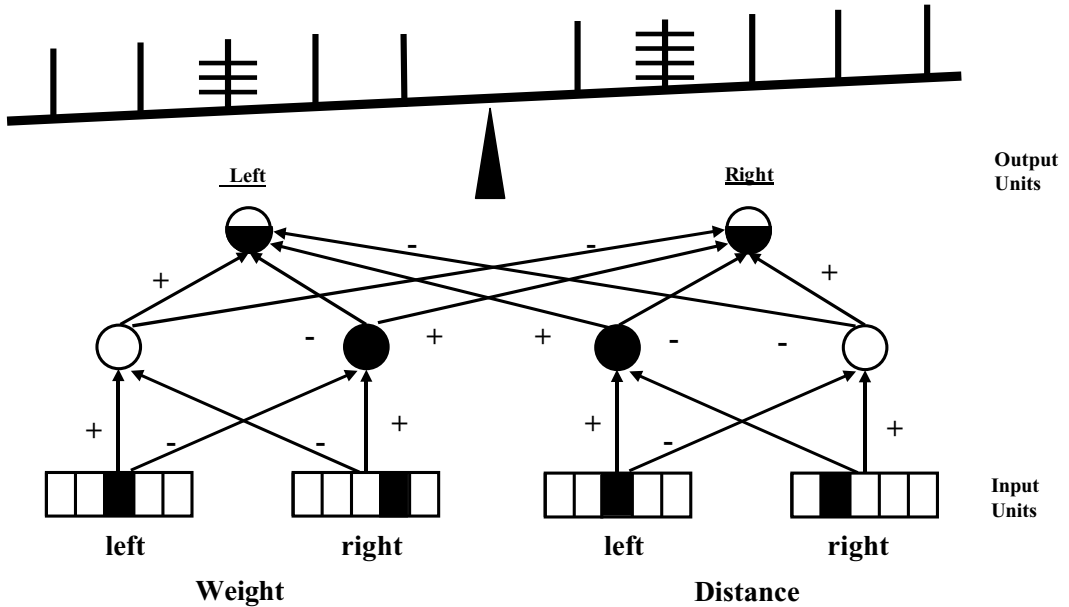 Output
Units
Left
Right
- -
+ +
- + + - -
+ - - + + - +
Input
Units
left right left right
Weight Distance